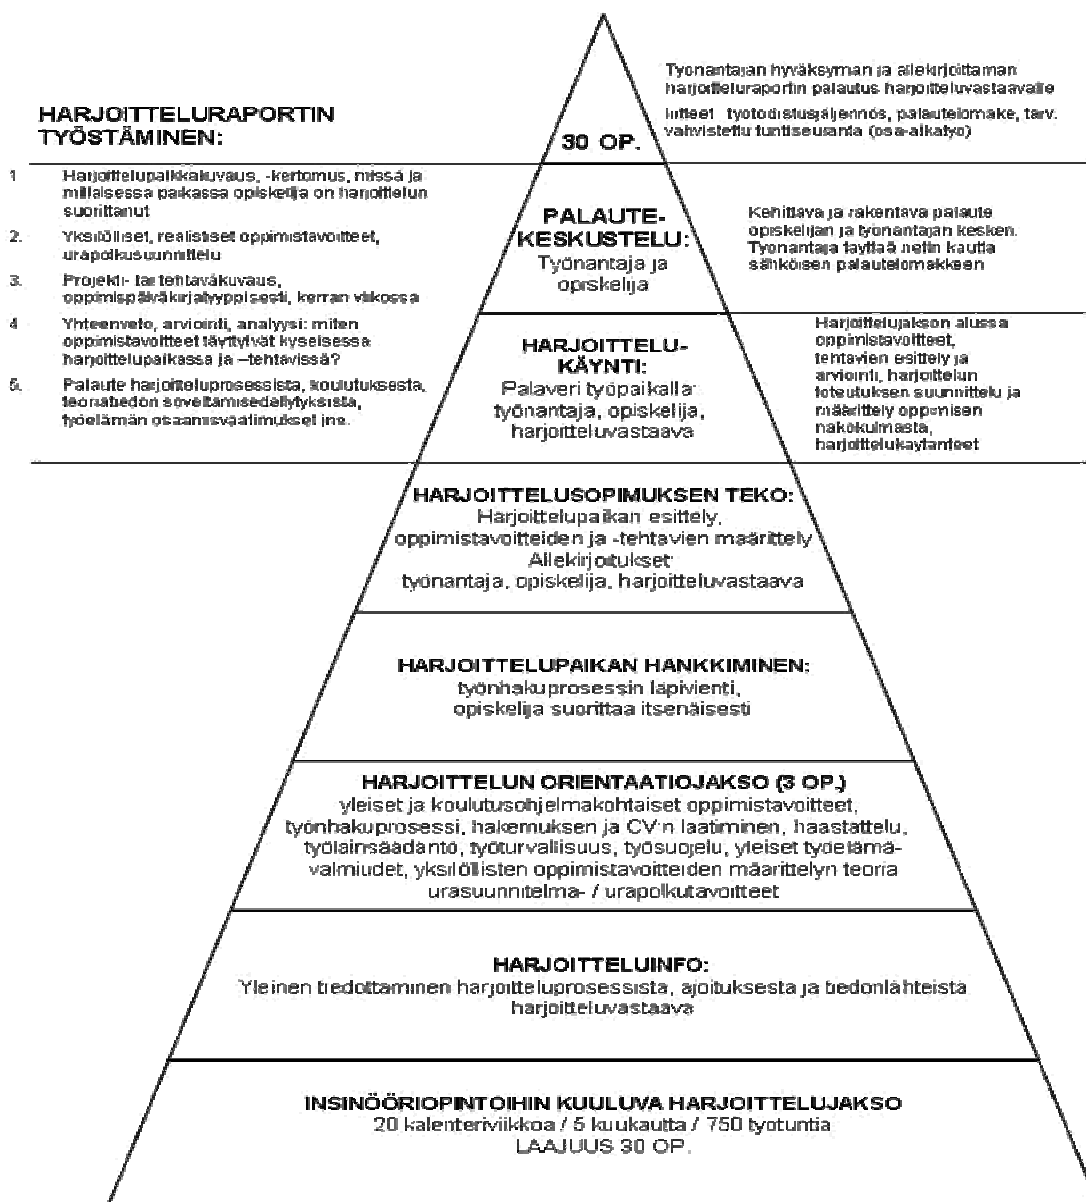 Työnantajan hyväksymän ja allekirjoittaman
harjoitteluraportin palautus harjoitteluvastaavalle
liitteet työtodistusjäljennös, palautelomake, tarv.
vahvistettu tuntiseuranta (osa-aikatyö)
HARJOITTELURAPORTIN
TYÖSTÄMINEN:
1 Harjoittelupaikkakuvaus, -kertomus, missä ja
millaisessa paikassa opiskelija on harjoittelun
suorittanut
2. Yksilölliset, realistiset oppimistavoitteet,
urapolkusuunnittelu
3. Projekti- tai tehtäväkuvaus,
oppimispäiväkirjatyyppisesti, kerran viikossa
4 Yhteenveto, arviointi, analyysi: miten
oppimistavoitteet täyttyivät kyseisessä
harjoittelupaikassa ja –tehtävissä?
5. Palaute harjoitteluprosessista, koulutuksesta,
teoriatiedon soveltamisedellytyksistä,
työelämän osaamisvaatimukset jne.
30 OP.
PALAUTE-
KESKUSTELU:
Työnantaja ja
opiskelija
Kehittävä ja rakentava palaute
opiskelijan ja työnantajan kesken.
Työnantaja täyttää netin kautta
sähköisen palautelomakkeen
HARJOITTELU-
KÄYNTI:
Palaveri työpaikalla:
työnantaja, opiskelija,
harjoitteluvastaava
Harjoittelujakson alussa
oppimistavoitteet,
tehtävien esittely ja
arviointi, harjoittelun
toteutuksen suunnittelu ja
määrittely oppimisen
näkökulmasta,
harjoittelukäytänteet
HARJOITTELUSOPIMUKSEN TEKO:
Harjoittelupaikan esittely,
oppimistavoitteiden ja -tehtävien määrittely
Allekirjoitukset:
työnantaja, opiskelija, harjoitteluvastaava
HARJOITTELUPAIKAN HANKKIMINEN:
työnhakuprosessin läpivienti,
opiskelija suorittaa itsenäisesti
HARJOITTELUN ORIENTAATIOJAKSO (3 OP.)
yleiset ja koulutusohjelmakohtaiset oppimistavoitteet,
työnhakuprosessi, hakemuksen ja CV:n laatiminen, haastattelu,
työlainsäädäntö, työturvallisuus, työsuojelu, yleiset työelämä-
valmiudet, yksilöllisten oppimistavoitteiden määrittelyn teoria
urasuunnitelma- / urapolkutavoitteet
HARJOITTELUINFO:
Yleinen tiedottaminen harjoitteluprosessista, ajoituksesta ja tiedonlähteistä
harjoitteluvastaava
INSINÖÖRIOPINTOIHIN KUULUVA HARJOITTELUJAKSO
20 kalenteriviikkoa / 5 kuukautta / 750 työtuntia
LAAJUUS 30 OP.